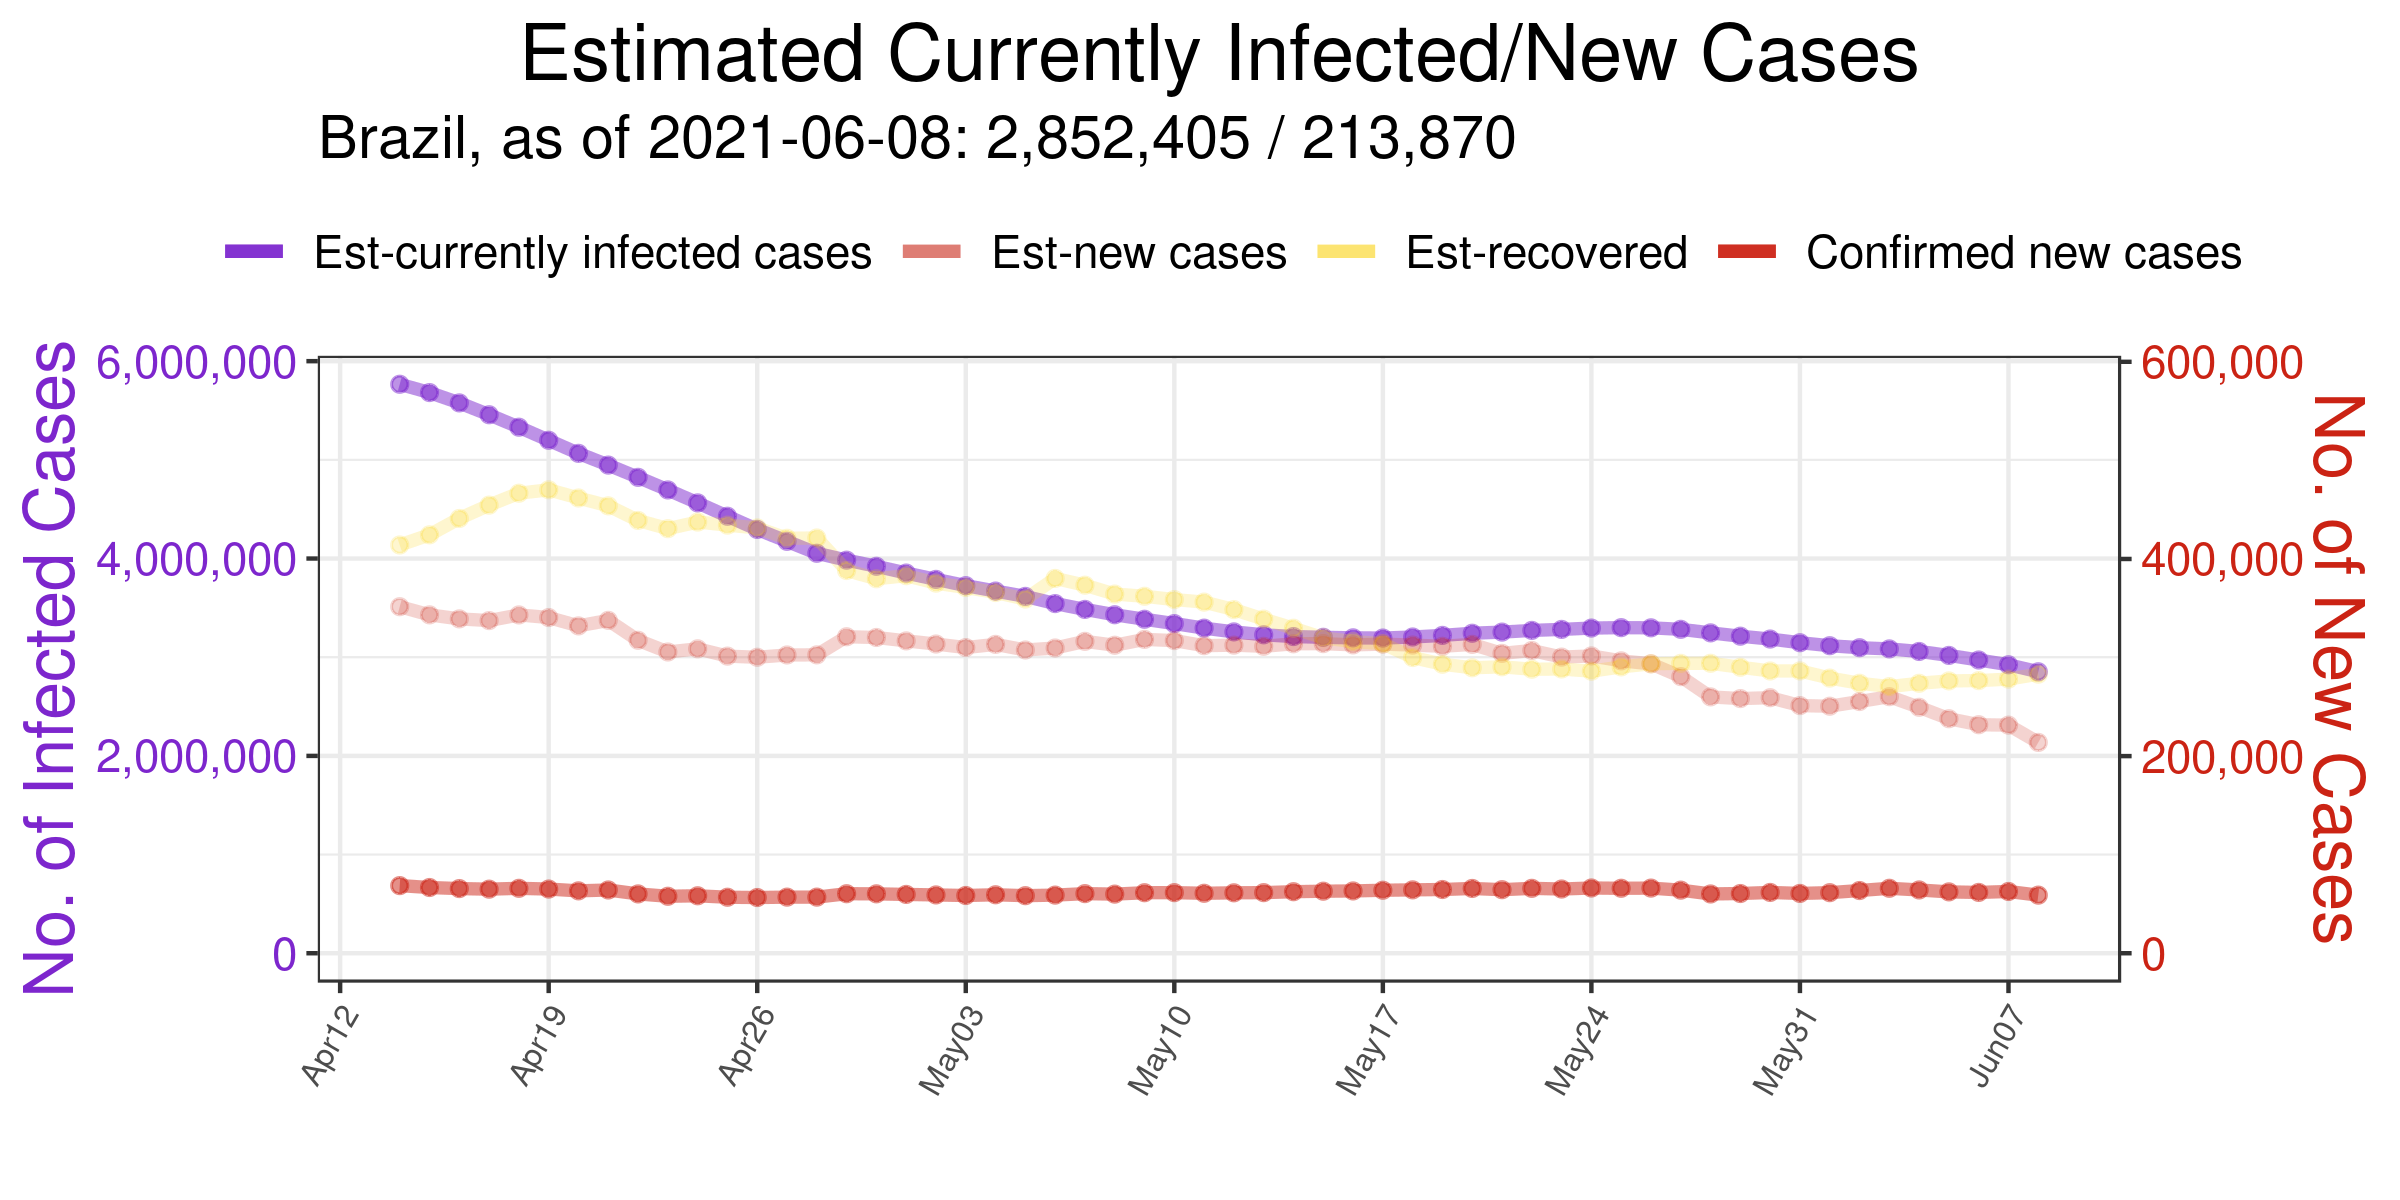 Estimated Currently Infected/New Cases
Brazil, as of 2021-06-08: 2,852,405 / 213,870
Est-currently infected cases Est-new cases Est-recovered Confirmed new cases
No. of Infected Cases
6,000,000
4,000,000
2,000,000
0
600,000
400,000
200,000
0
No. of New Cases
Apr12 Apr19 Apr26 May03 May10 May17 May24 May31 Jun07